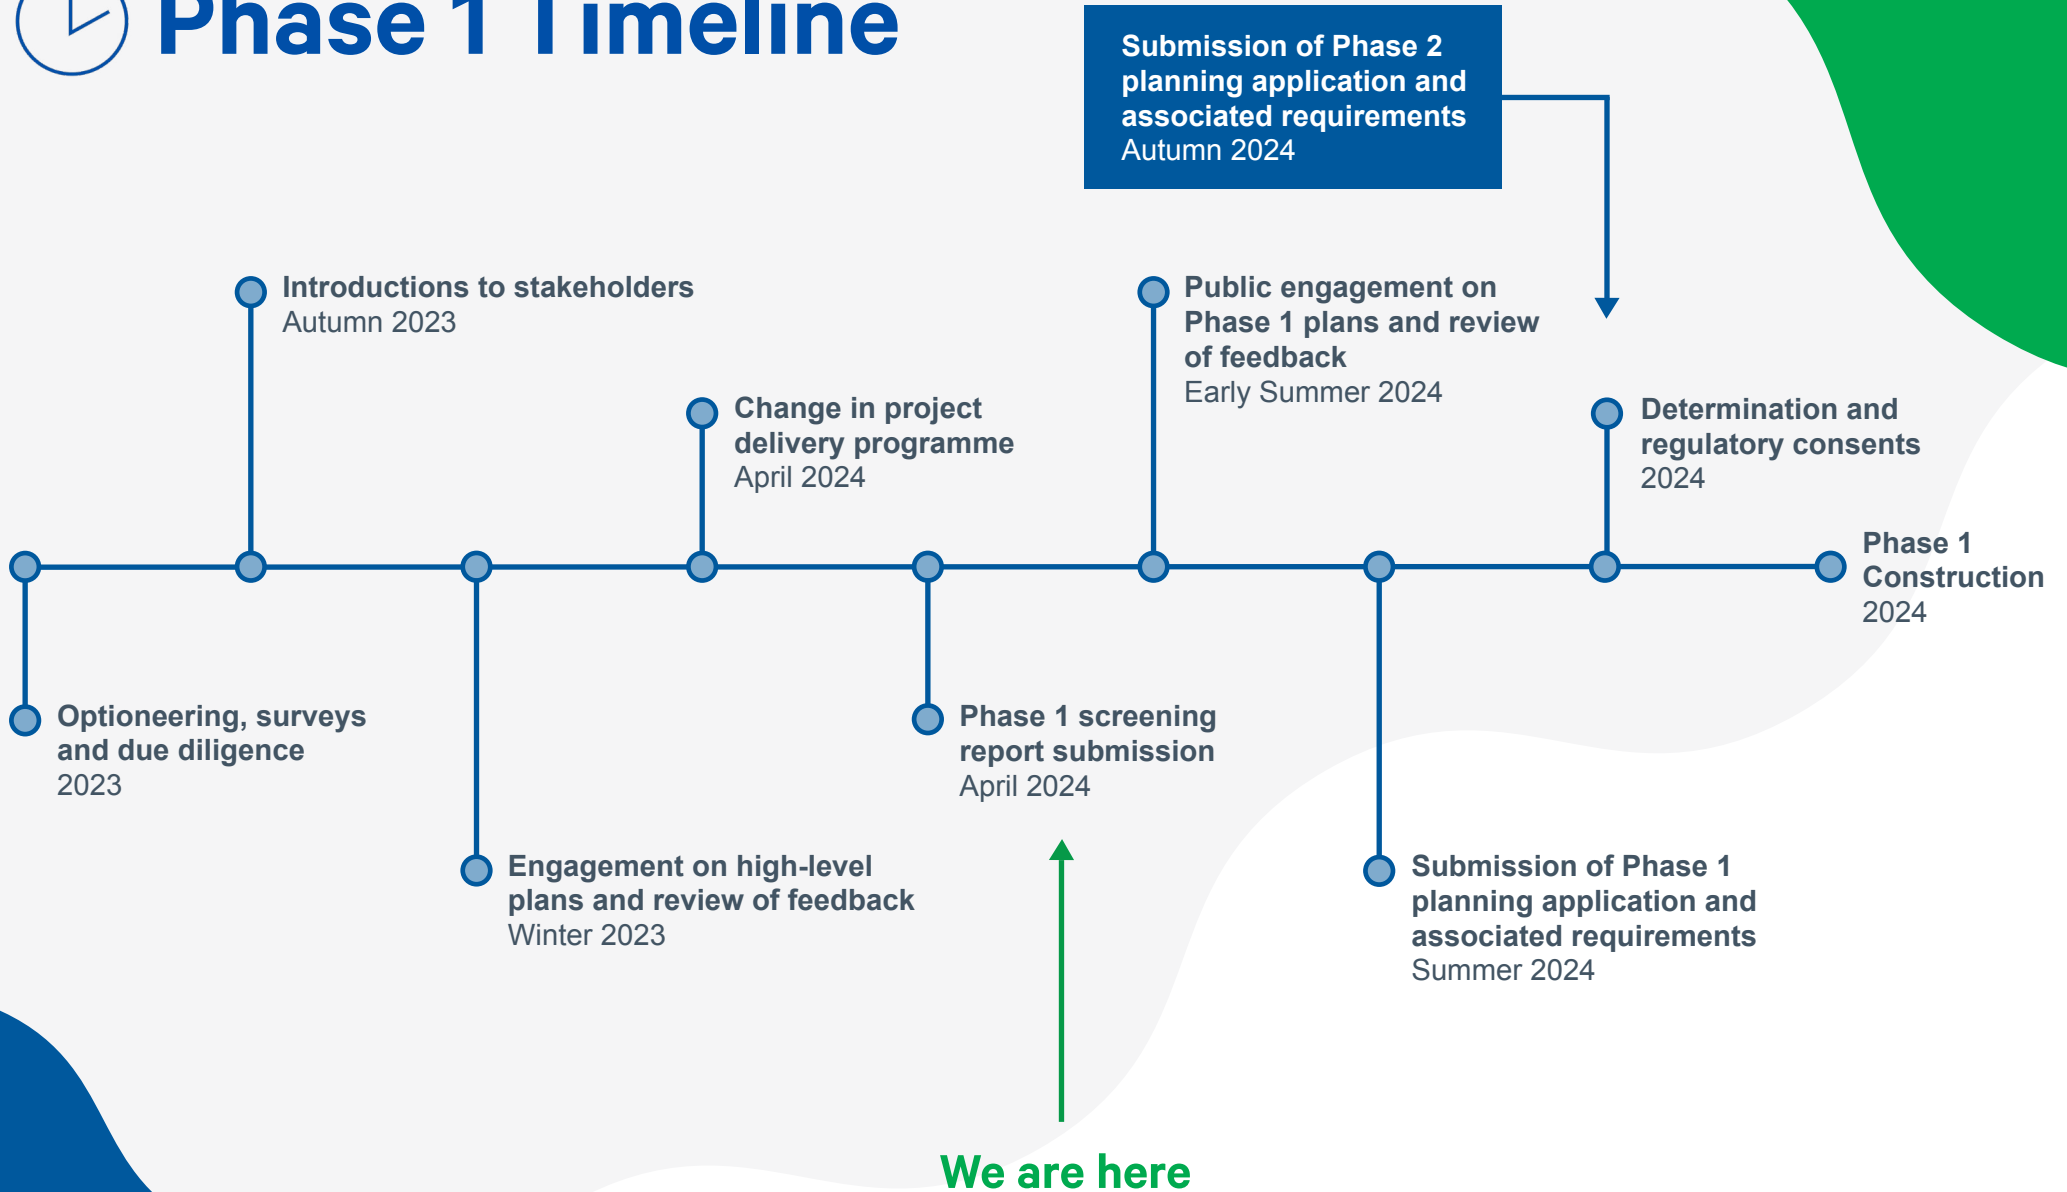 Phase 1 Timeline
Submission of Phase 2
planning application and
associated requirements
Autumn 2024
Introductions to stakeholders
Autumn 2023
Public engagement on
Phase 1 plans and review
of feedback
Early Summer 2024
Change in project
delivery programme
April 2024
Determination and
regulatory consents
2024
Phase 1
Construction
2024
Optioneering, surveys
and due diligence
2023
Phase 1 screening
report submission
April 2024
Engagement on high-level
plans and review of feedback
Winter 2023
Submission of Phase 1
planning application and
associated requirements
Summer 2024
We are here